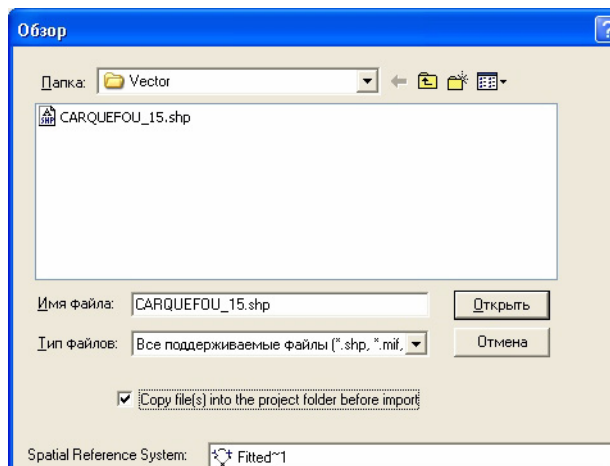 Обзор
?
Папка: Vector
CARQUEFOU_15.shp
Имя файла: CARQUEFOU_15.shp Открыть
Тип файлов: Все поддерживаемые файлы (*.shp, *.mif, Отмена
Copy file(s) into the project folder before import
Spatial Reference System: Fitted~1